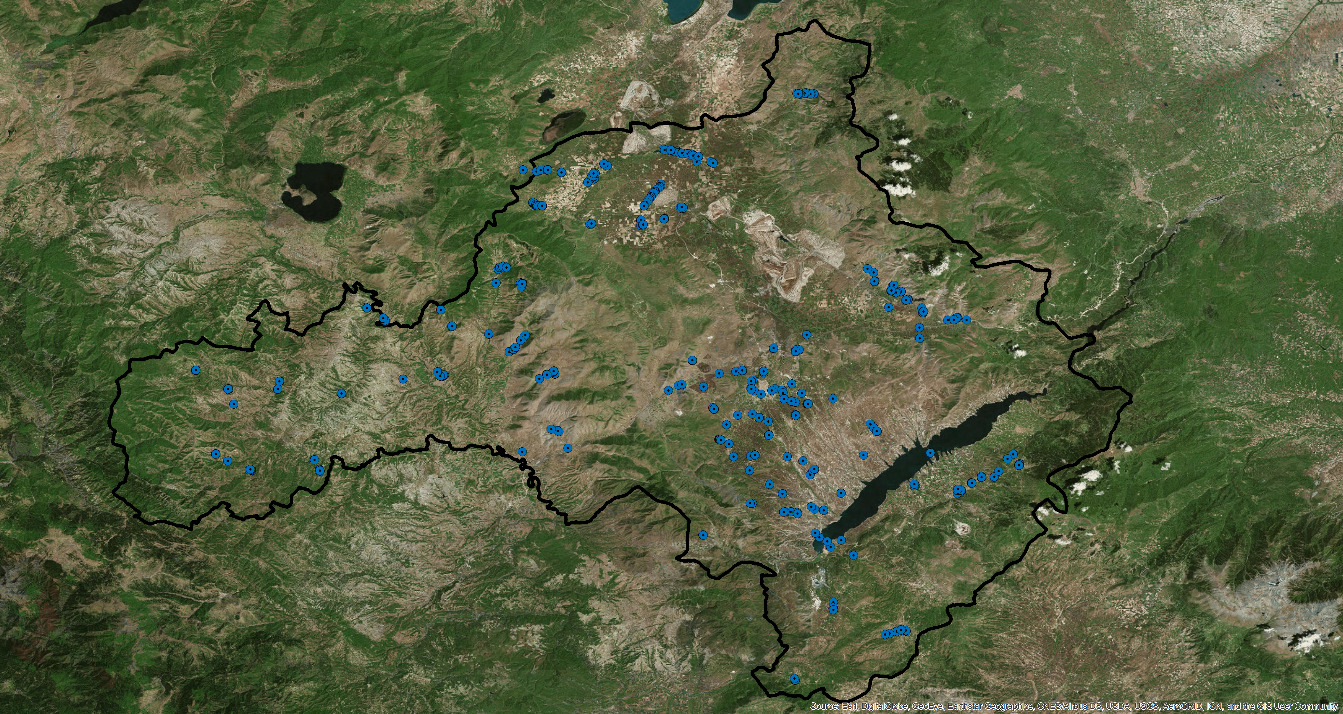 Source: Esri, DigitalGlobe, GeoEye, Earthstar Geographics, CNES/Airbus DS, USDA, USGS, AeroGRID, IGN, and the GIS User Community